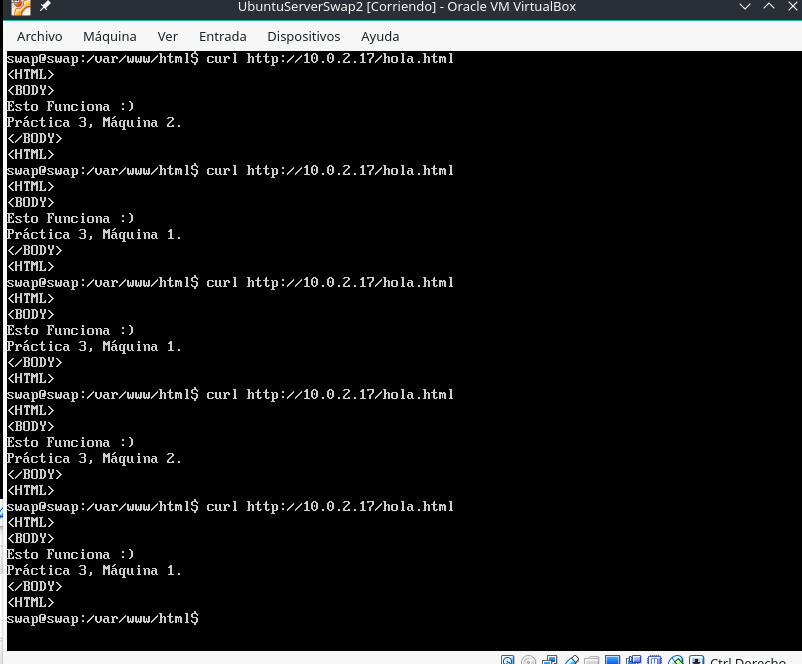 UbuntuServerSwap2 [Corriendo] - Oracle VM VirtualBox
Archivo Máquina Ver Entrada Dispositivos Ayuda
swap@swap:/var/www/html$ curl http://10.0.2.17/hola.html
<HTML>
<BODY>
Esto Funciona :)
Práctica 3, Máquina 2.
</BODY>
<HTML>
swap@swap:/var/www/html$ curl http://10.0.2.17/hola.html
<HTML>
<BODY>
Esto Funciona :)
Práctica 3, Máquina 1.
</BODY>
<HTML>
swap@swap:/var/www/html$ curl http://10.0.2.17/hola.html
<HTML>
<BODY>
Esto Funciona :)
Práctica 3, Máquina 1.
</BODY>
<HTML>
swap@swap:/var/www/html$ curl http://10.0.2.17/hola.html
<HTML>
<BODY>
Esto Funciona :)
Práctica 3, Máquina 2.
</BODY>
<HTML>
swap@swap:/var/www/html$ curl http://10.0.2.17/hola.html
<HTML>
<BODY>
Esto Funciona :)
Práctica 3, Máquina 1.
</BODY>
<HTML>
swap@swap:/var/www/html$
Ctrl Derecho